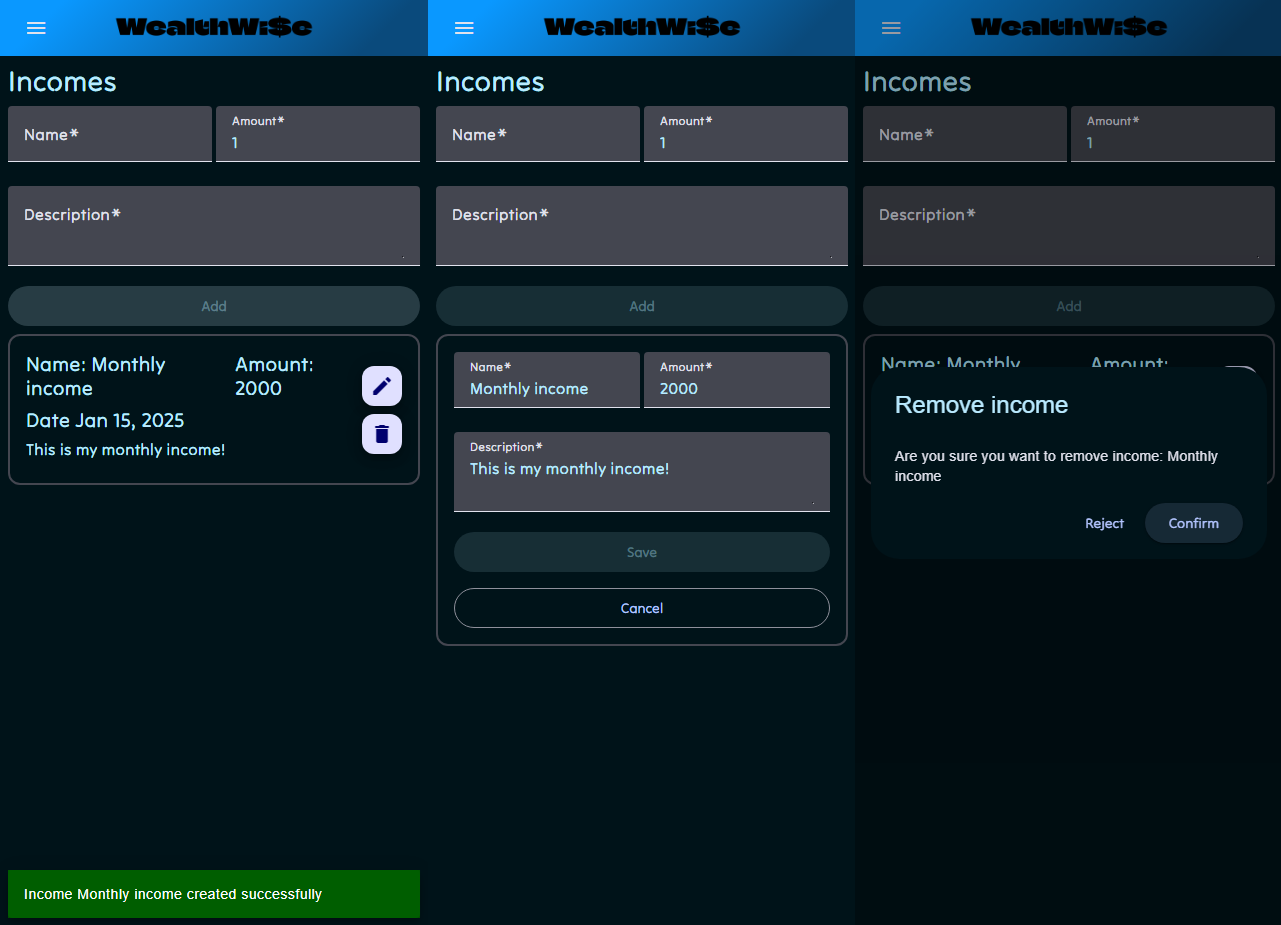 WealthWi$e
Incomes
Name*
Amount*
1
Description*
Add
Name: Monthly
income
Amount:
2000
Date Jan 15, 2025
This is my monthly income!
Income Monthly income created successfully
WealthWi$e
Incomes
Name*
Amount*
1
Description*
Add
Name*
Monthly income
Amount*
2000
Description*
This is my monthly income!
Save
Cancel
WealthWi$e
Incomes
Name*
Amount*
1
Description*
Add
Name: Monthly
Amount:
Remove income
Are you sure you want to remove income: Monthly
income
Reject
Confirm